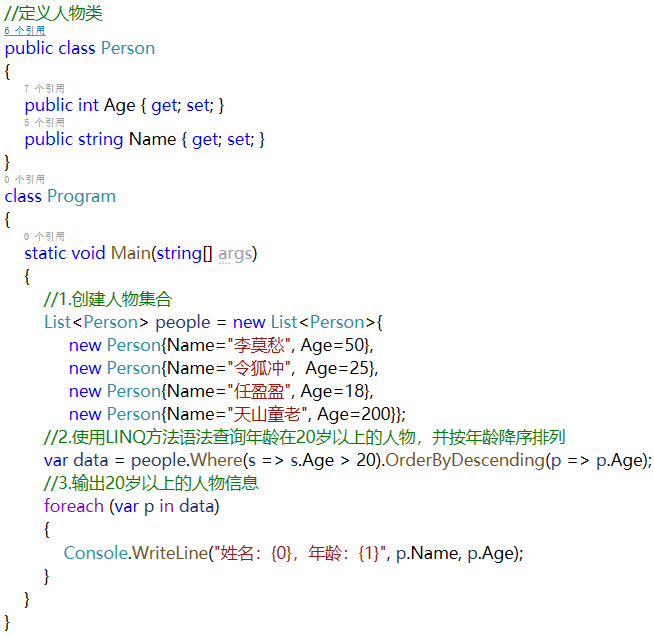 //定义人物类
6 个引用
public class Person
{
7 个引用
public int Age { get; set; }
5 个引用
public string Name { get; set; }
}
0 个引用
class Program
{
0 个引用
static void Main(string[] args)
{
//1.创建人物集合
List<Person> people = new List<Person>{
new Person{Name="李莫愁", Age=50},
new Person{Name="令狐冲",  Age=25},
new Person{Name="任盈盈", Age=18},
new Person{Name="天山童老", Age=200}};
//2.使用LINQ方法语法查询年龄在20岁以上的人物，并按年龄降序排列
var data = people.Where(s => s.Age > 20).OrderByDescending(p => p.Age);
//3.输出20岁以上的人物信息
foreach (var p in data)
{
Console.WriteLine("姓名：{0}，年龄：{1}", p.Name, p.Age);
}
}
}